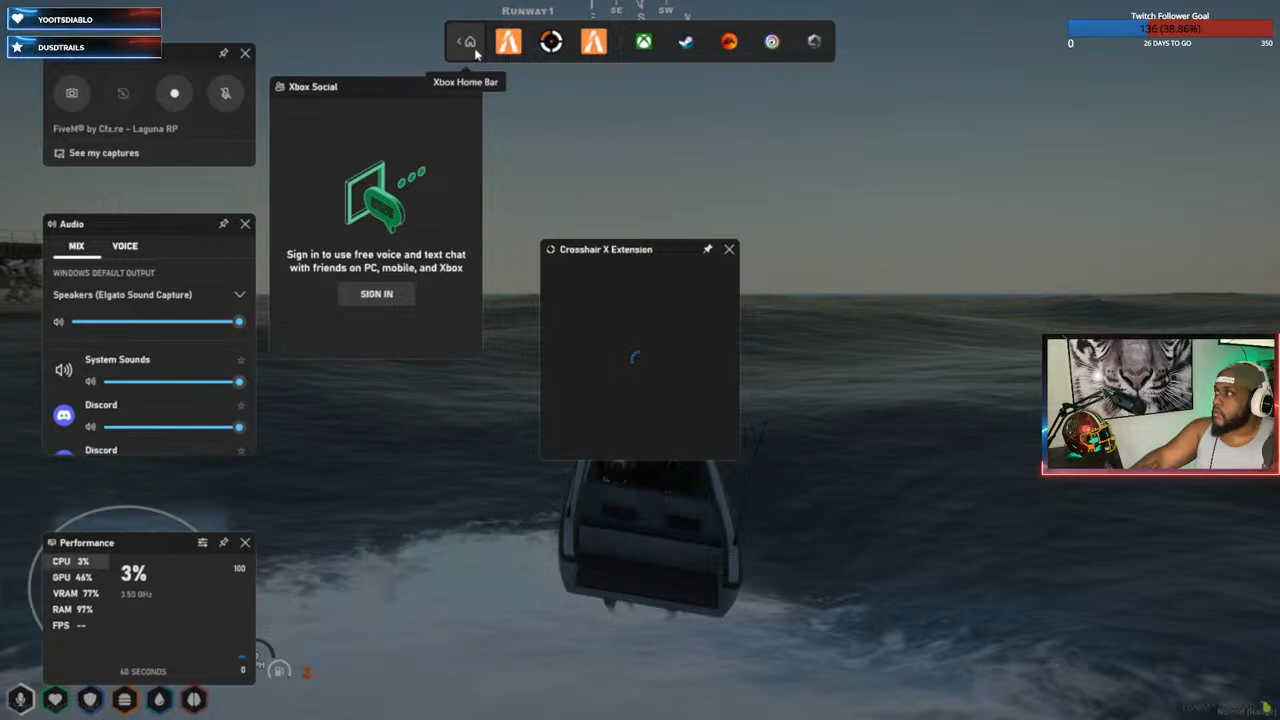 YOOITSDIABLO
DUSDTRAILS
RUNWAY1
SE
S
SW
Twitch Follower Goal
136 (38.86%)
0
26 DAYS TO GO
350
Xbox Home Bar
FiveM® by Cfx.re - Laguna RP
See my captures
Xbox Social
Sign in to use free voice and text chat
with friends on PC, mobile, and Xbox
SIGN IN
Audio
MIX
VOICE
WINDOWS DEFAULT OUTPUT
Speakers (Elgato Sound Capture)
System Sounds
Discord
Discord
Crosshair X Extension
Performance
CPU 3%
GPU 46%
VRAM 77%
RAM 97%
FPS --
3%
3.50 GHz
100
60 SECONDS
0